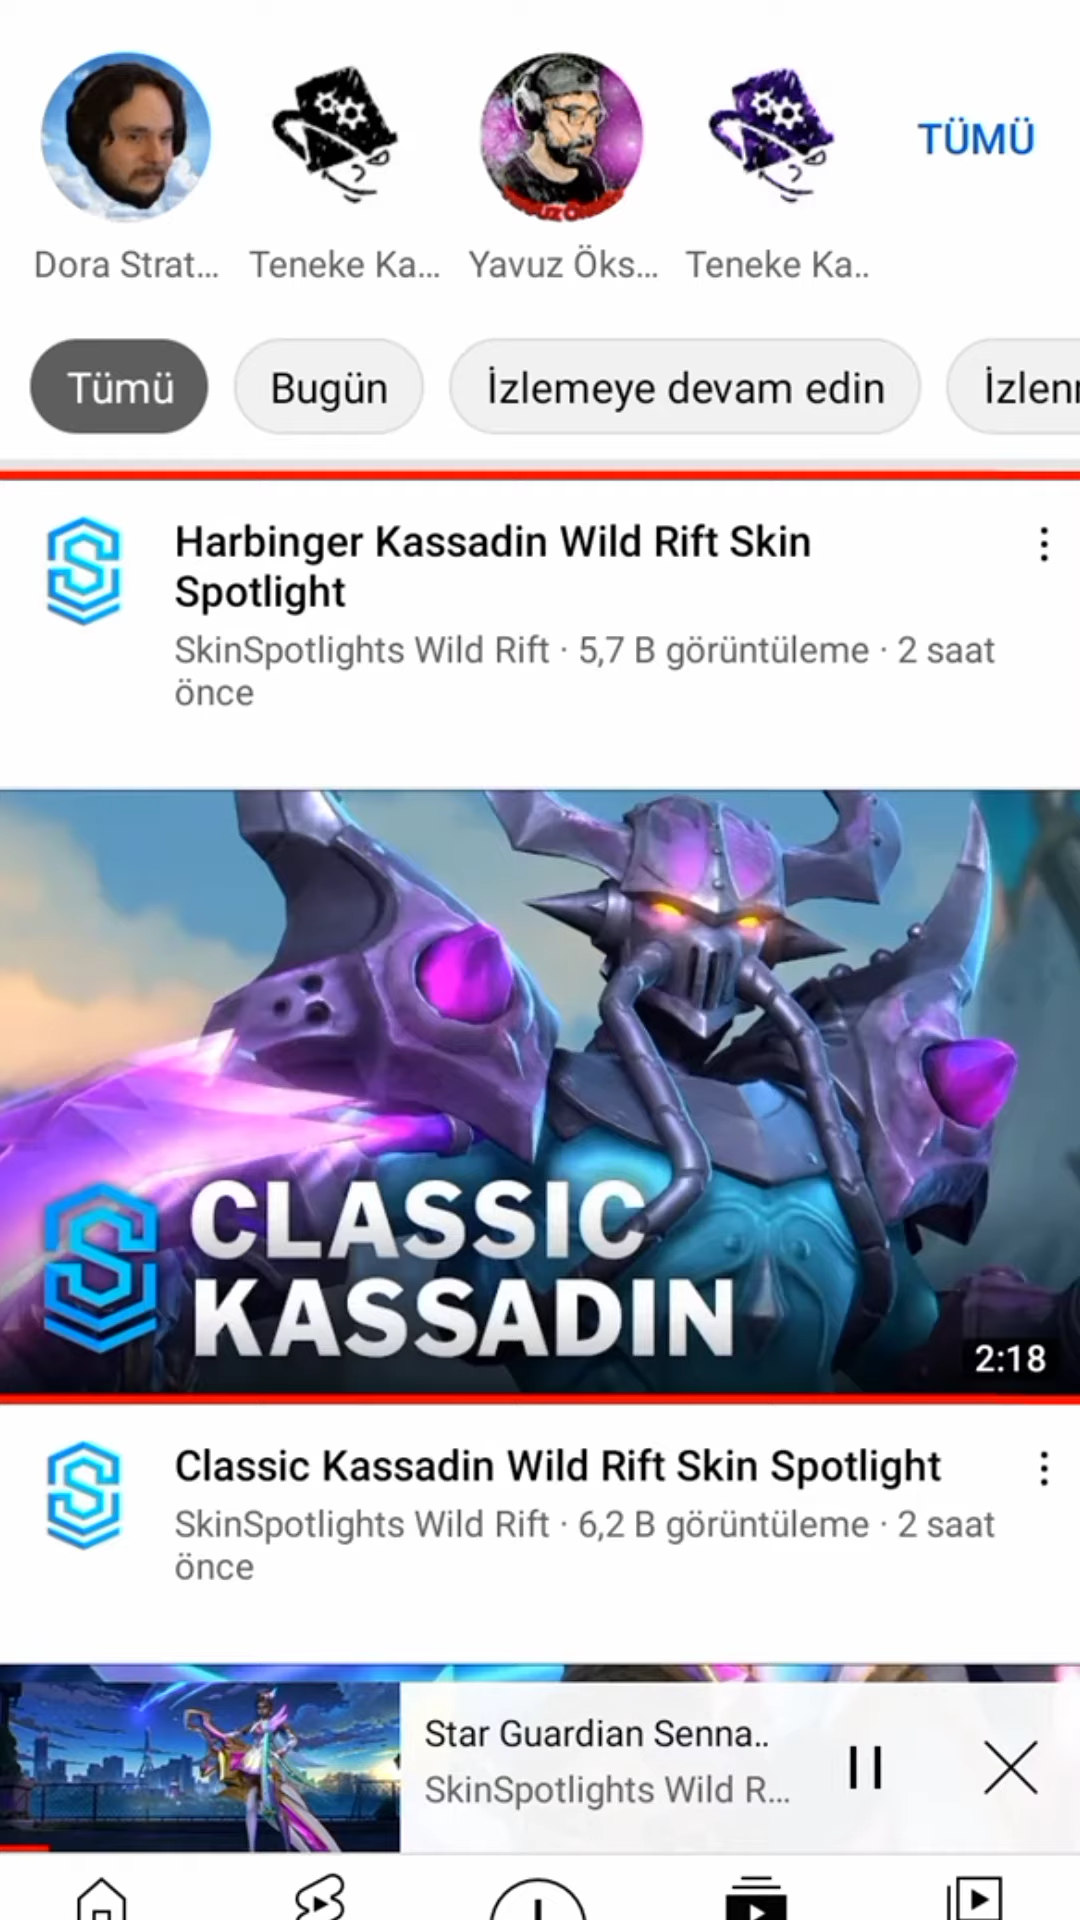 TÜMÜ
Dora Strat...
Teneke Ka...
Yavuz Öks...
Teneke Ka..
Tümü
Bugün
İzlemeye devam edin
Harbinger Kassadin Wild Rift Skin
Spotlight
SkinSpotlights Wild Rift · 5,7 B görüntüleme · 2 saat
önce
CLASSIC
KASSADIN
2:18
Classic Kassadin Wild Rift Skin Spotlight
SkinSpotlights Wild Rift · 6,2 B görüntüleme · 2 saat
önce
Star Guardian Senna..
SkinSpotlights Wild R...